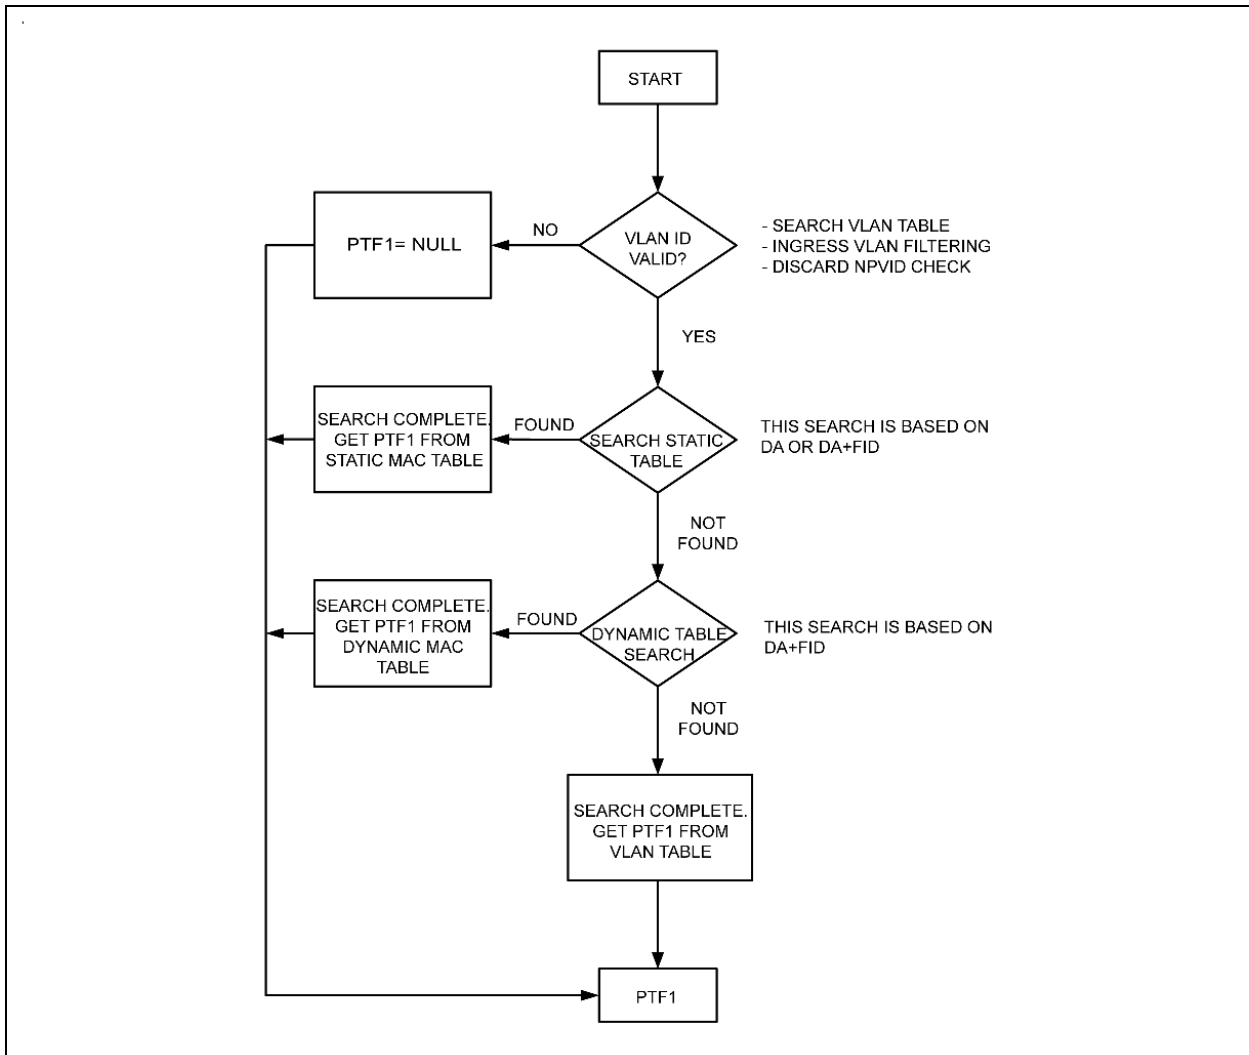 START
VLAN ID
VALID?
NO
PTF1= NULL
- SEARCH VLAN TABLE
- INGRESS VLAN FILTERING
- DISCARD NPVID CHECK
YES
SEARCH STATIC
TABLE
FOUND
SEARCH COMPLETE.
GET PTF1 FROM
STATIC MAC TABLE
THIS SEARCH IS BASED ON
DA OR DA+FID
NOT
FOUND
DYNAMIC TABLE
SEARCH
FOUND
SEARCH COMPLETE.
GET PTF1 FROM
DYNAMIC MAC
TABLE
THIS SEARCH IS BASED ON
DA+FID
NOT
FOUND
SEARCH COMPLETE.
GET PTF1 FROM
VLAN TABLE
PTF1